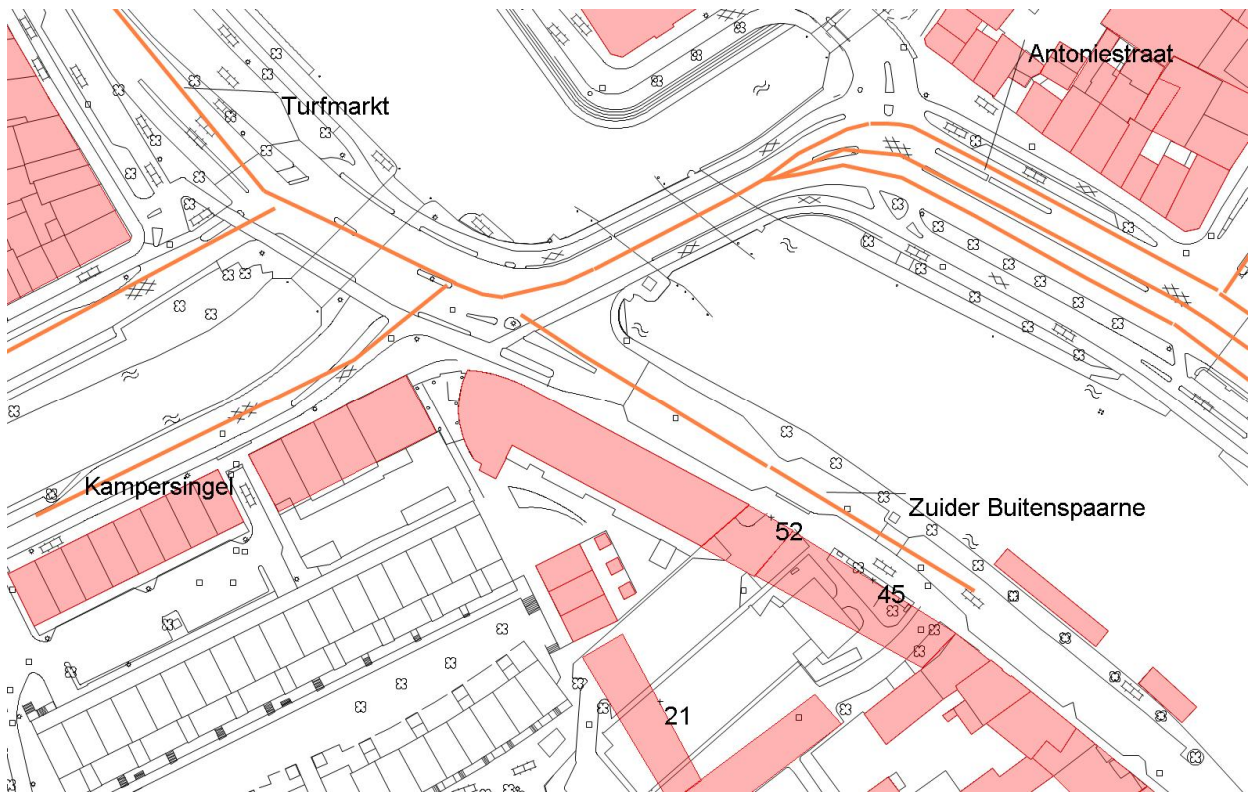 Antoniestraat
Turfmarkt
Kampersingel
Zuider Buitenspaarne
52
45
21